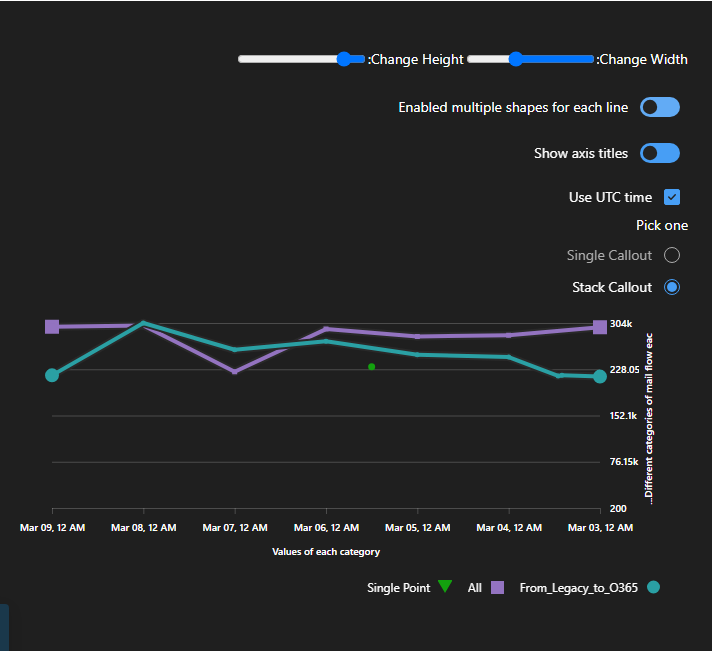 :Change Height :Change Width
Enabled multiple shapes for each line
Show axis titles
Use UTC time
Pick one
Single Callout
Stack Callout
304k
228.05
152.1k
76.15k
200
...Different categories of mail flow eac
Mar 09, 12 AM Mar 08, 12 AM Mar 07, 12 AM Mar 06, 12 AM Mar 05, 12 AM Mar 04, 12 AM Mar 03, 12 AM
Values of each category
Single Point All From_Legacy_to_O365